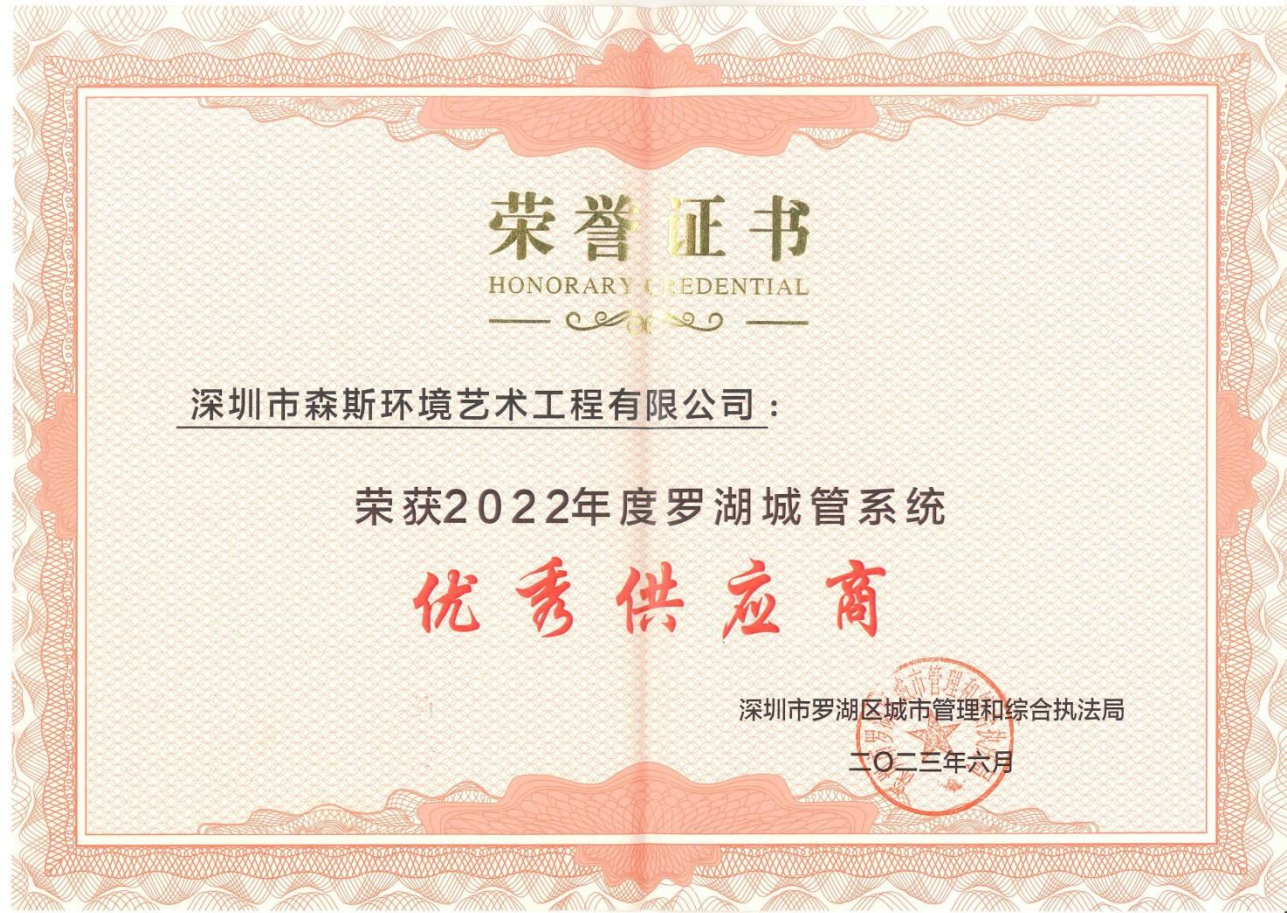 荣誉证书
HONORARY CREDENTIAL
深圳市森斯环境艺术工程有限公司:
荣获2022年度罗湖城管系统
优秀供应商
深圳市罗湖区城市管理和综合执法局
二〇二三年六月